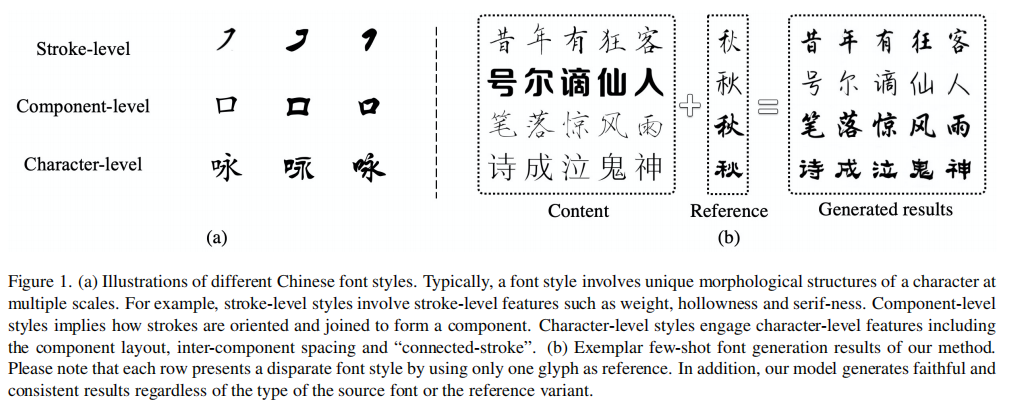 Stroke-level
Component-level
口 口 口
Character-level
咏 咏 咏
(a)
昔年有狂客
号尔谪仙人
笔落惊风雨
诗成泣鬼神
Content
+
秋
秋
秋
秋
Reference
(b)
=
昔年有狂客
号尔谪仙人
笔落惊风雨
诗成泣鬼神
Generated results
Figure 1. (a) Illustrations of different Chinese font styles. Typically, a font style involves unique morphological structures of a character at
multiple scales. For example, stroke-level styles involve stroke-level features such as weight, hollowness and serif-ness. Component-level
styles implies how strokes are oriented and joined to form a component. Character-level styles engage character-level features including
the component layout, inter-component spacing and “connected-stroke”. (b) Exemplar few-shot font generation results of our method.
Please note that each row presents a disparate font style by using only one glyph as reference. In addition, our model generates faithful and
consistent results regardless of the type of the source font or the reference variant.